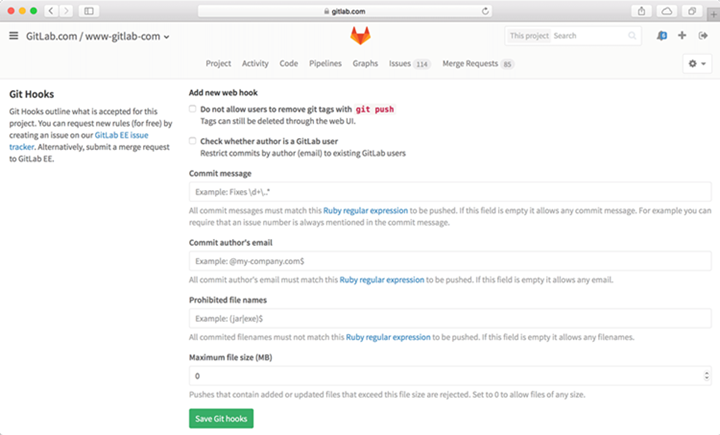 gitlab.com
GitLab.com / www-gitlab-com
This project Search
Project Activity Code Pipelines Graphs Issues 114 Merge Requests 85
Git Hooks
Git Hooks outline what is accepted for this
project. You can request new rules (for free) by
creating an issue on our GitLab EE issue
tracker. Alternatively, submit a merge request
to GitLab EE.
Add new web hook
Do not allow users to remove git tags with git push
Tags can still be deleted through the web UI.
Check whether author is a GitLab user
Restrict commits by author (email) to existing GitLab users
Commit message
Example: Fixes \d+\..*
All commit messages must match this Ruby regular expression to be pushed. If this field is empty it allows any commit message. For example you can
require that an issue number is always mentioned in the commit message.
Commit author's email
Example: @my-company.com$
All commit author's email must match this Ruby regular expression to be pushed. If this field is empty it allows any email.
Prohibited file names
Example: (jar|exe)$
All commited filenames must not match this Ruby regular expression to be pushed. If this field is empty it allows any filenames.
Maximum file size (MB)
0
Pushes that contain added or updated files that exceed this file size are rejected. Set to 0 to allow files of any size.
Save Git hooks